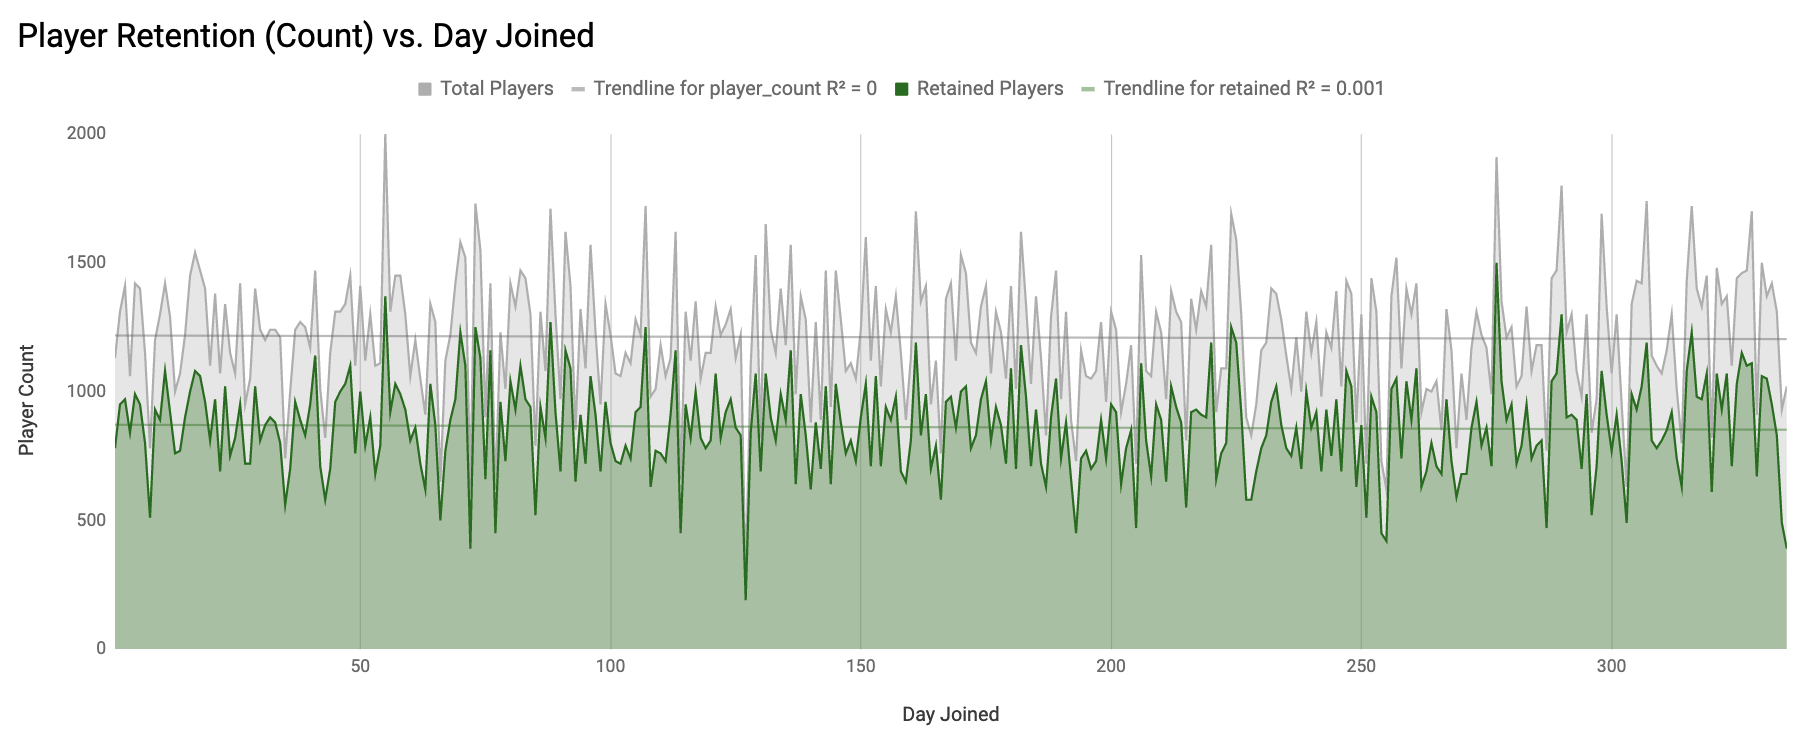 Player Retention (Count) vs. Day Joined
Total Players Trendline for player_count R² = 0 Retained Players Trendline for retained R² = 0.001
2000
1500
1000
500
0
Player Count
50 100 150 200 250 300
Day Joined